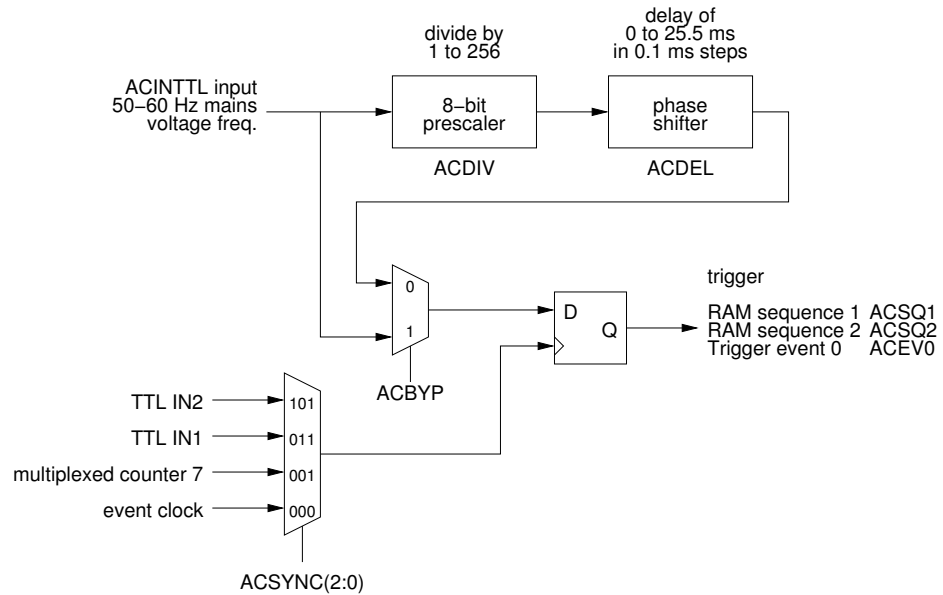 divide by
1 to 256
delay of
0 to 25.5 ms
in 0.1 ms steps
ACINTTL input
50−60 Hz mains
voltage freq.
8−bit
prescaler
phase
shifter
ACDIV
ACDEL
0
1
ACBYP
D
Q
trigger
RAM sequence 1 ACSQ1
RAM sequence 2 ACSQ2
Trigger event 0 ACEV0
TTL IN2
101
TTL IN1
011
multiplexed counter 7
001
event clock
000
ACSYNC(2:0)